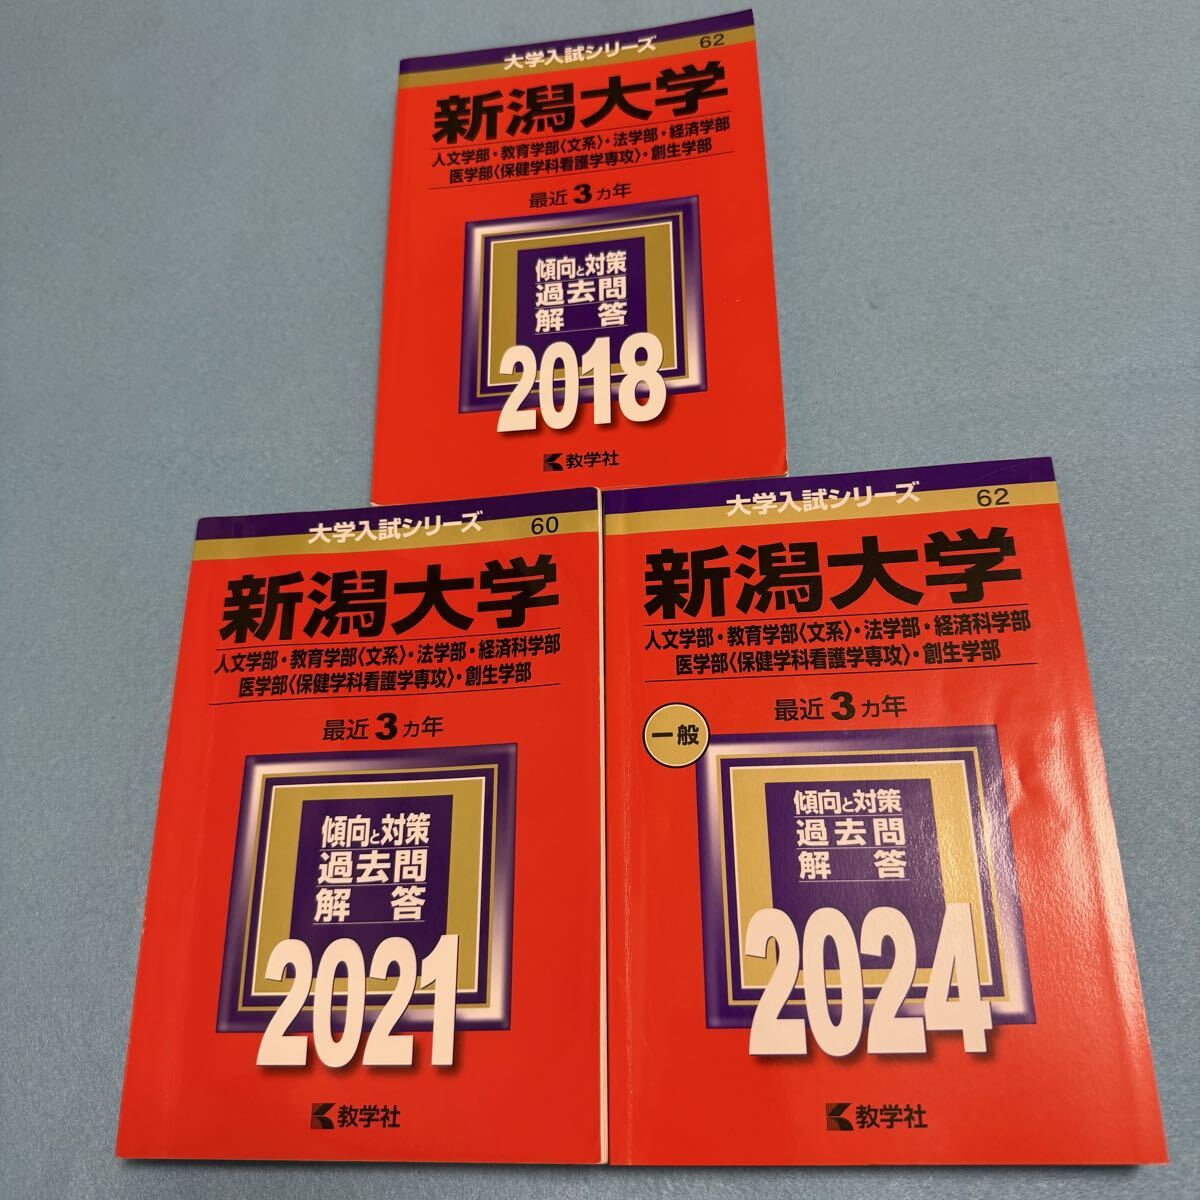 大学入試シリーズ
62
新潟大学
人文学部・教育学部〈文系〉・法学部・経済学部
医学部〈保健学科看護学専攻〉・創生学部
最近3カ年
傾向と対策
過去問
解答
2018
教学社
大学入試シリーズ
60
新潟大学
人文学部・教育学部〈文系〉・法学部・経済科学部
医学部〈保健学科看護学専攻〉・創生学部
最近3カ年
傾向と対策
過去問
解答
2021
教学社
大学入試シリーズ
62
新潟大学
人文学部・教育学部〈文系〉・法学部・経済科学部
医学部〈保健学科看護学専攻〉・創生学部
最近3カ年
一般
傾向と対策
過去問
解答
2024
教学社